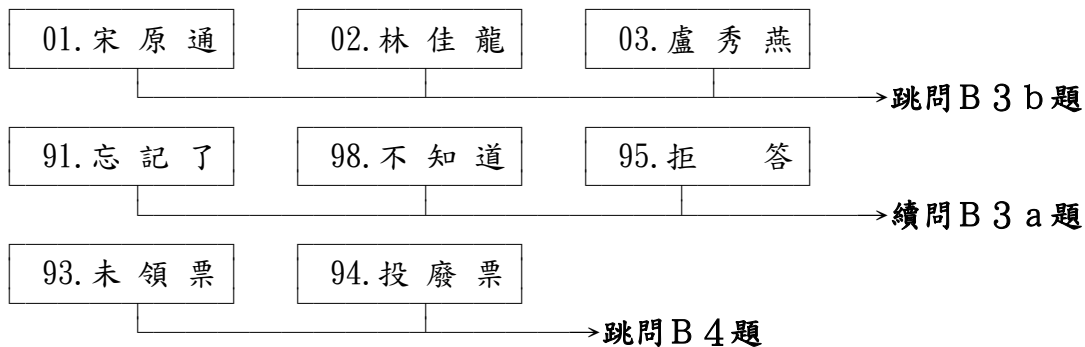 01.宋 原 通 02.林 佳 龍 03.盧 秀 燕
跳問Ｂ３ｂ題
91.忘 記 了 98.不 知 道 95.拒 答
續問Ｂ３ａ題
93.未 領 票 94.投 廢 票
跳問Ｂ４題